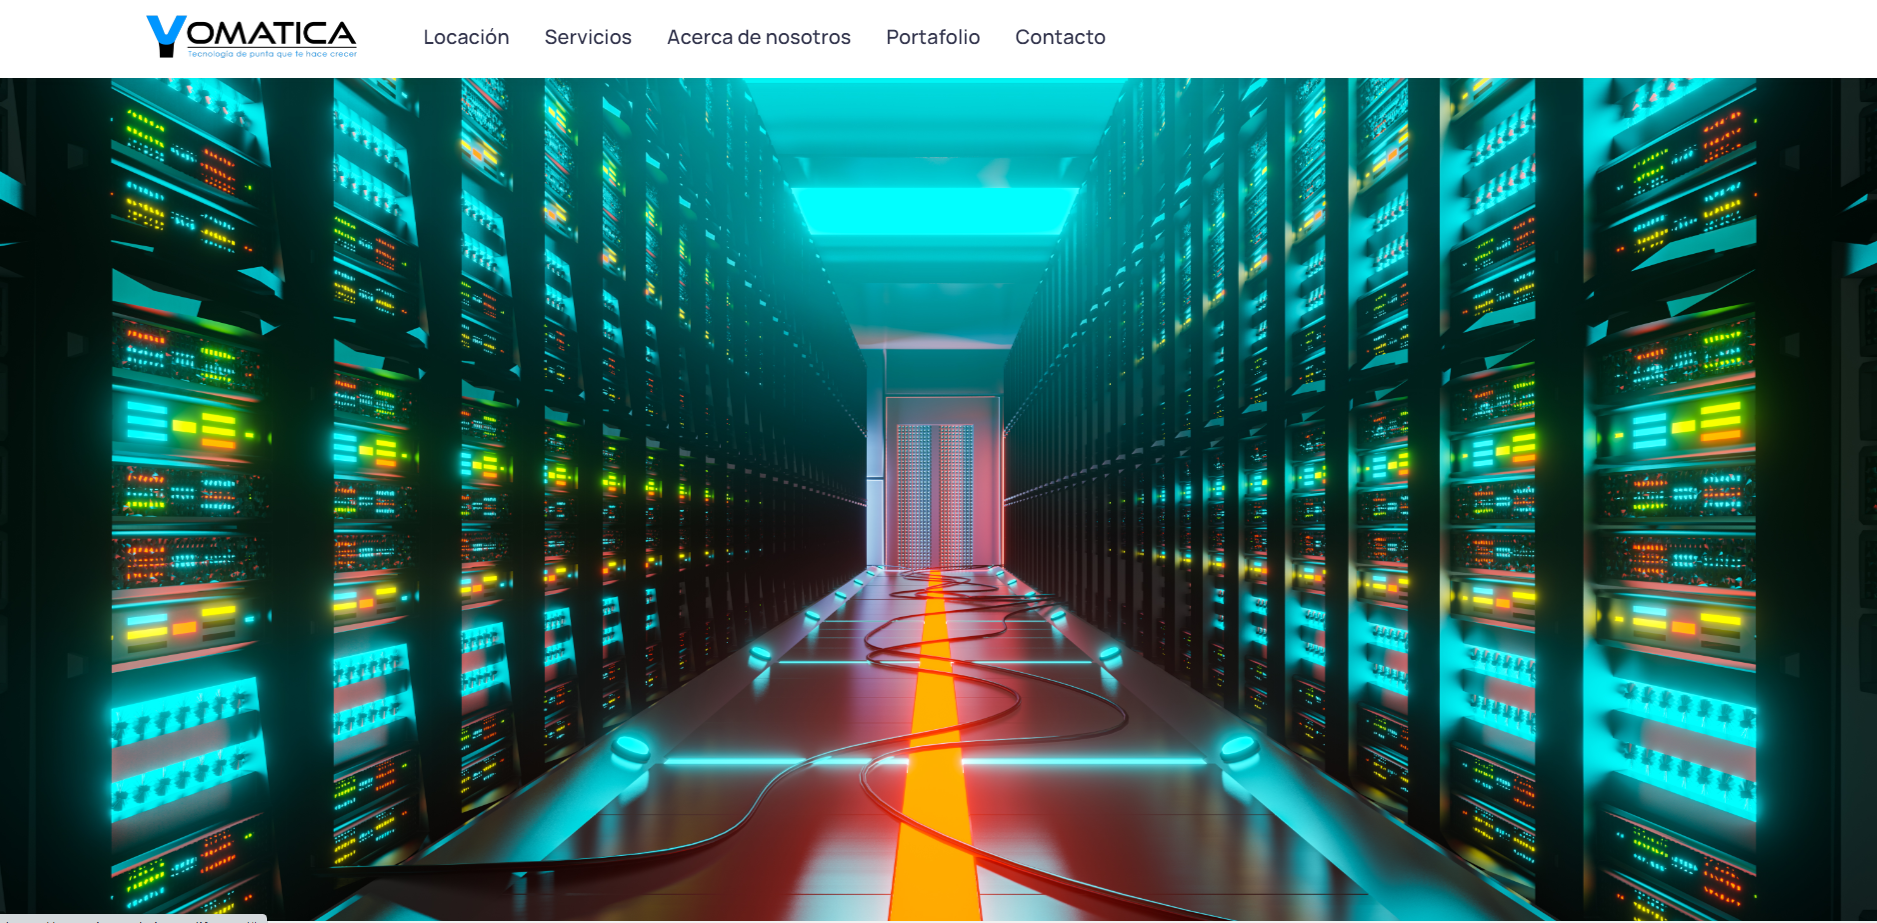 VOMATICA
Tecnología de punta que te hace crecer
Locación Servicios Acerca de nosotros Portafolio Contacto